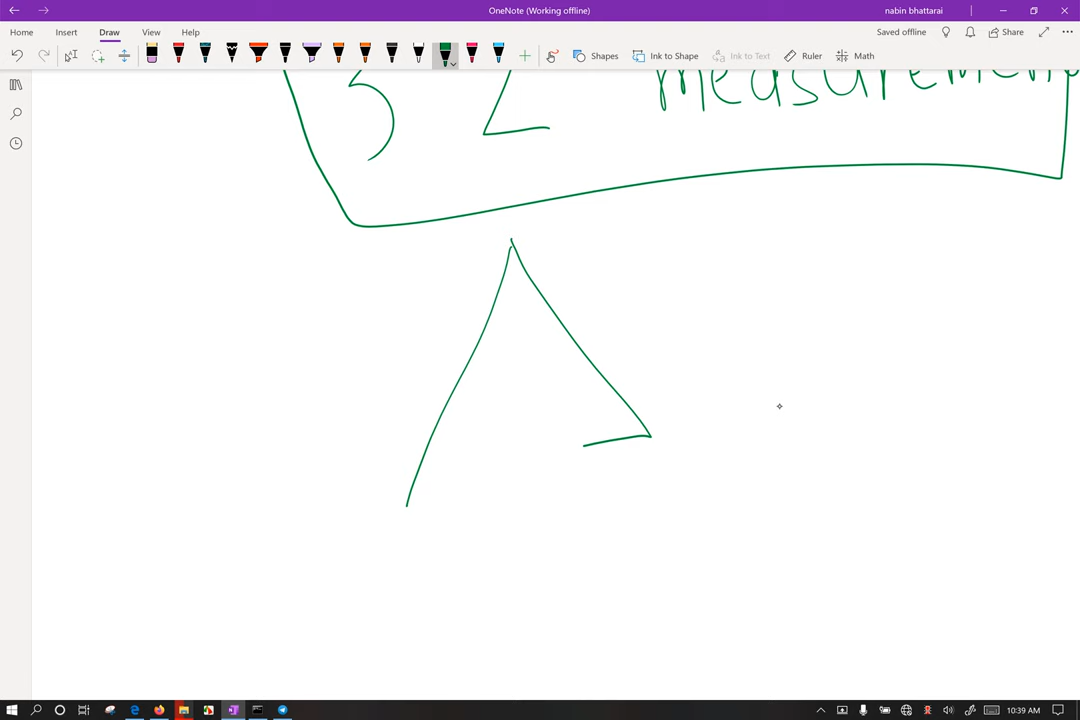 OneNote (Working offline)
nabin bhattarai
Home Insert Draw View Help
Saved offline
Share
Shapes
Ink to Shape
Ink to Text
Ruler
Math
measurement
10:39 AM